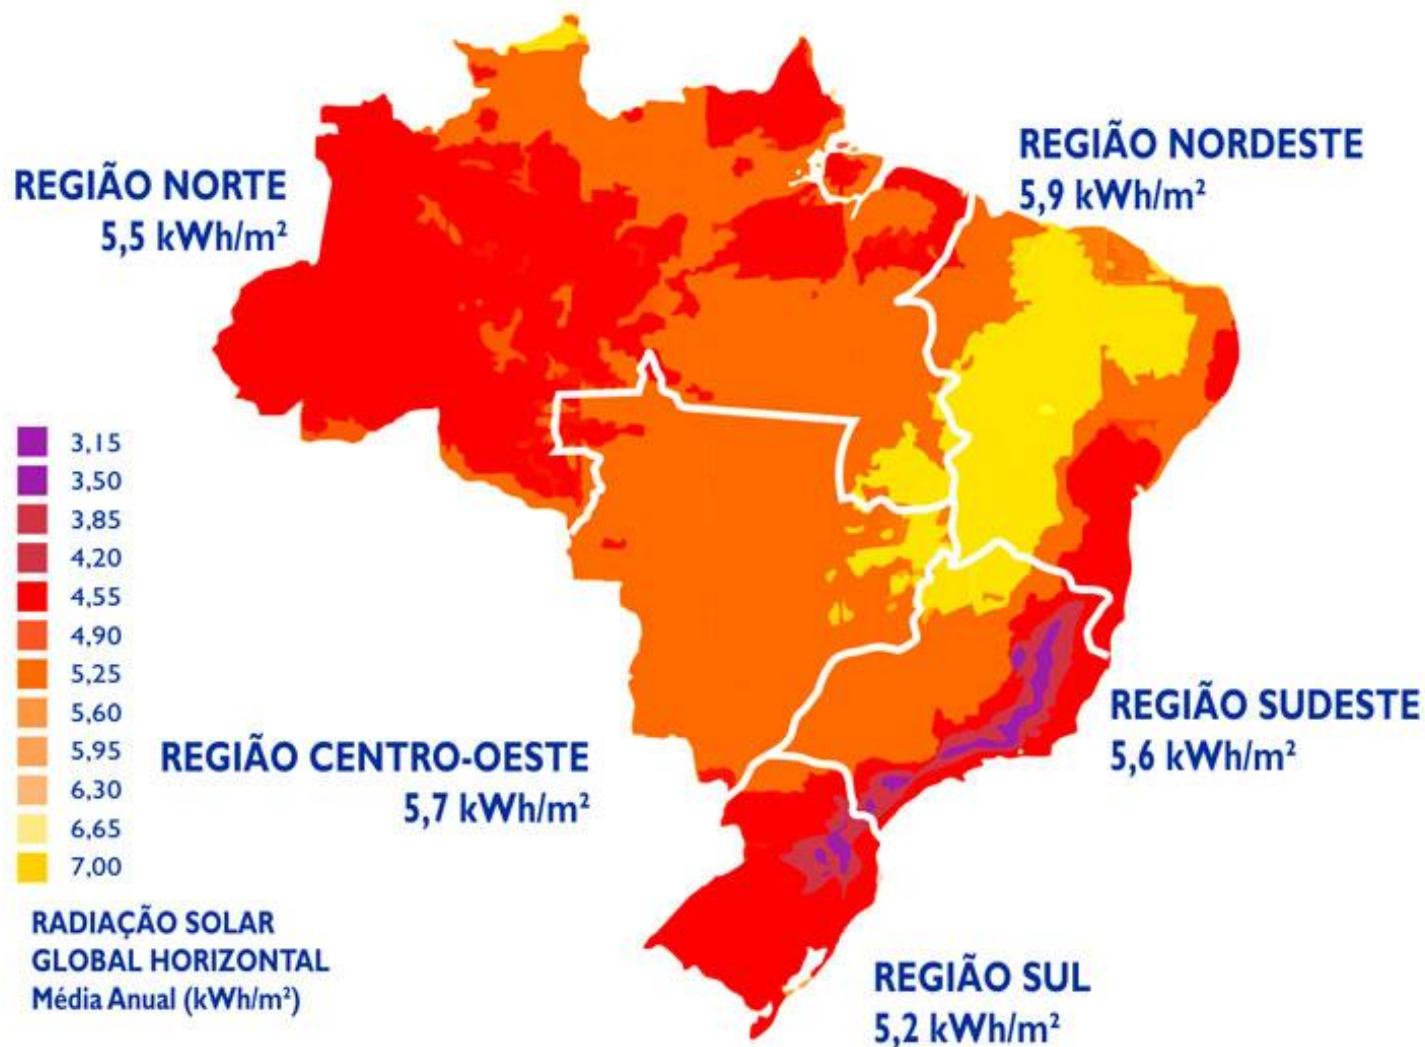 REGIÃO NORTE
5,5 kWh/m²
REGIÃO NORDESTE
5,9 kWh/m²
3,15
3,50
3,85
4,20
4,55
4,90
5,25
5,60
5,95
6,30
6,65
7,00
REGIÃO CENTRO-OESTE
5,7 kWh/m²
REGIÃO SUDESTE
5,6 kWh/m²
RADIAÇÃO SOLAR
GLOBAL HORIZONTAL
Média Anual (kWh/m²)
REGIÃO SUL
5,2 kWh/m²